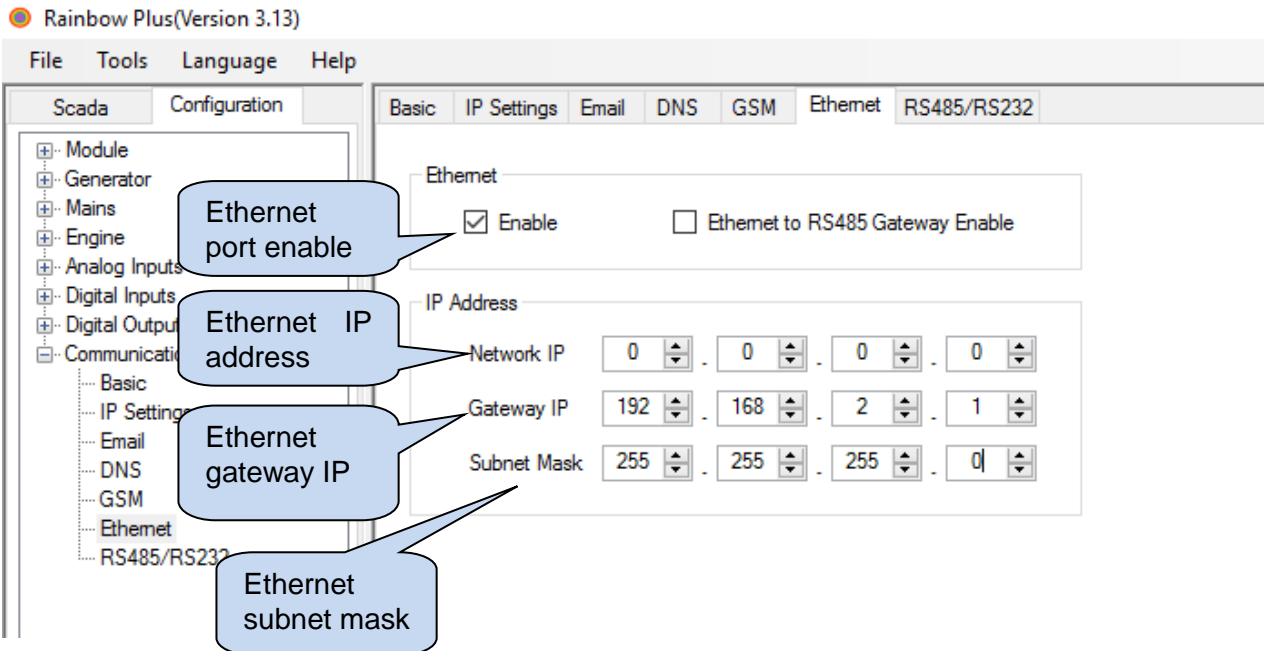 Rainbow Plus(Version 3.13)
File Tools Language Help
Scada Configuration
Basic IP Settings Email DNS GSM Ethernet RS485/RS232
Module
Generator
Mains
Engine
Analog Inputs
Digital Inputs
Digital Outpu
Communicatio
Basic
IP Settings
Email
DNS
GSM
Ethernet
RS485/RS232
Ethernet
port enable
Ethernet IP
address
Ethernet
gateway IP
Ethernet
subnet mask
Ethernet
Enable Ethernet to RS485 Gateway Enable
IP Address
Network IP 0 . 0 . 0 . 0
Gateway IP 192 . 168 . 2 . 1
Subnet Mask 255 . 255 . 255 . 0